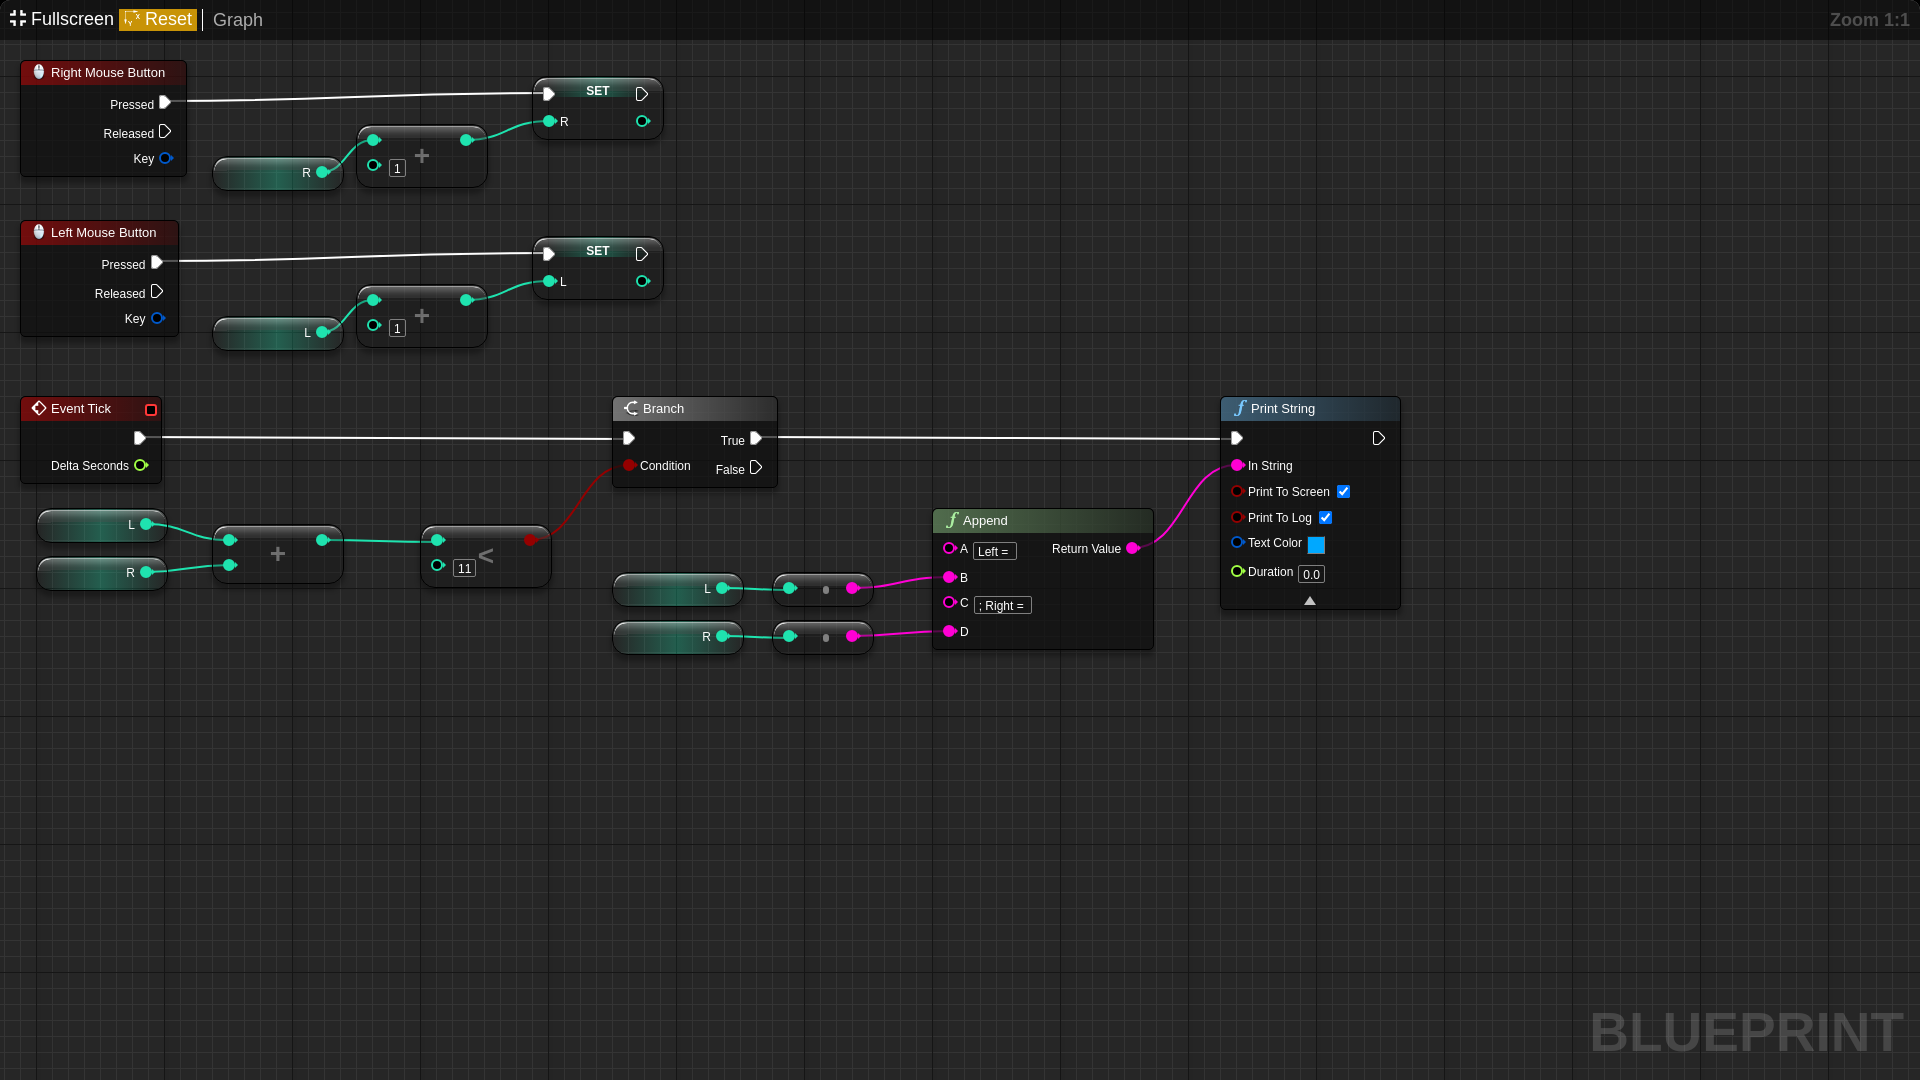 Fullscreen Reset Graph
Zoom 1:1
Right Mouse Button
Pressed
Released
Key
R
1
+
SET
R
Left Mouse Button
Pressed
Released
Key
L
1
+
SET
L
Event Tick
Delta Seconds
L
R
+
11
<
Branch
Condition
True
False
L
R
Append
A Left =
Return Value
B
C ; Right =
D
Print String
In String
Print To Screen
Print To Log
Text Color
Duration 0.0
BLUEPRINT